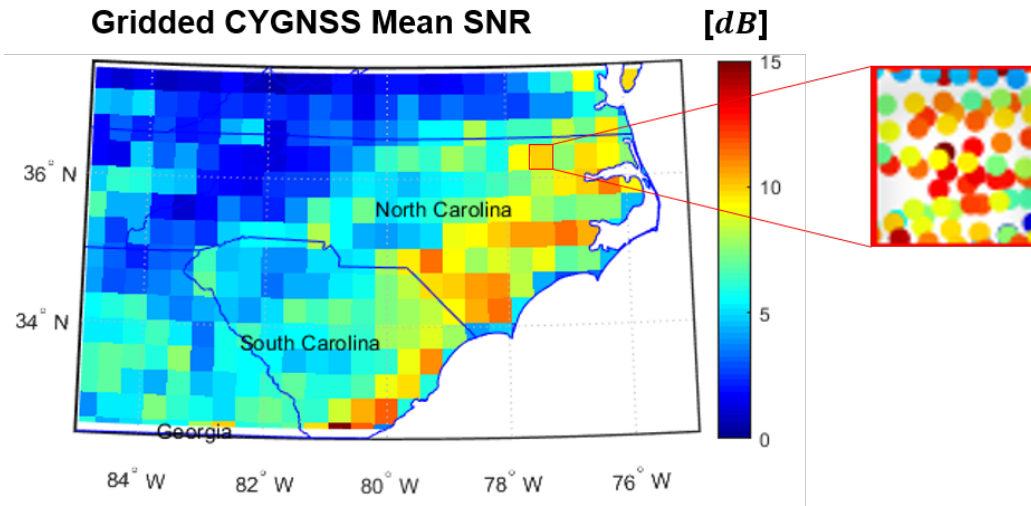 Gridded CYGNSS Mean SNR [dB]
15
10
5
0
36° N
34° N
North Carolina
South Carolina
Georgia
84° W 82° W 80° W 78° W 76° W